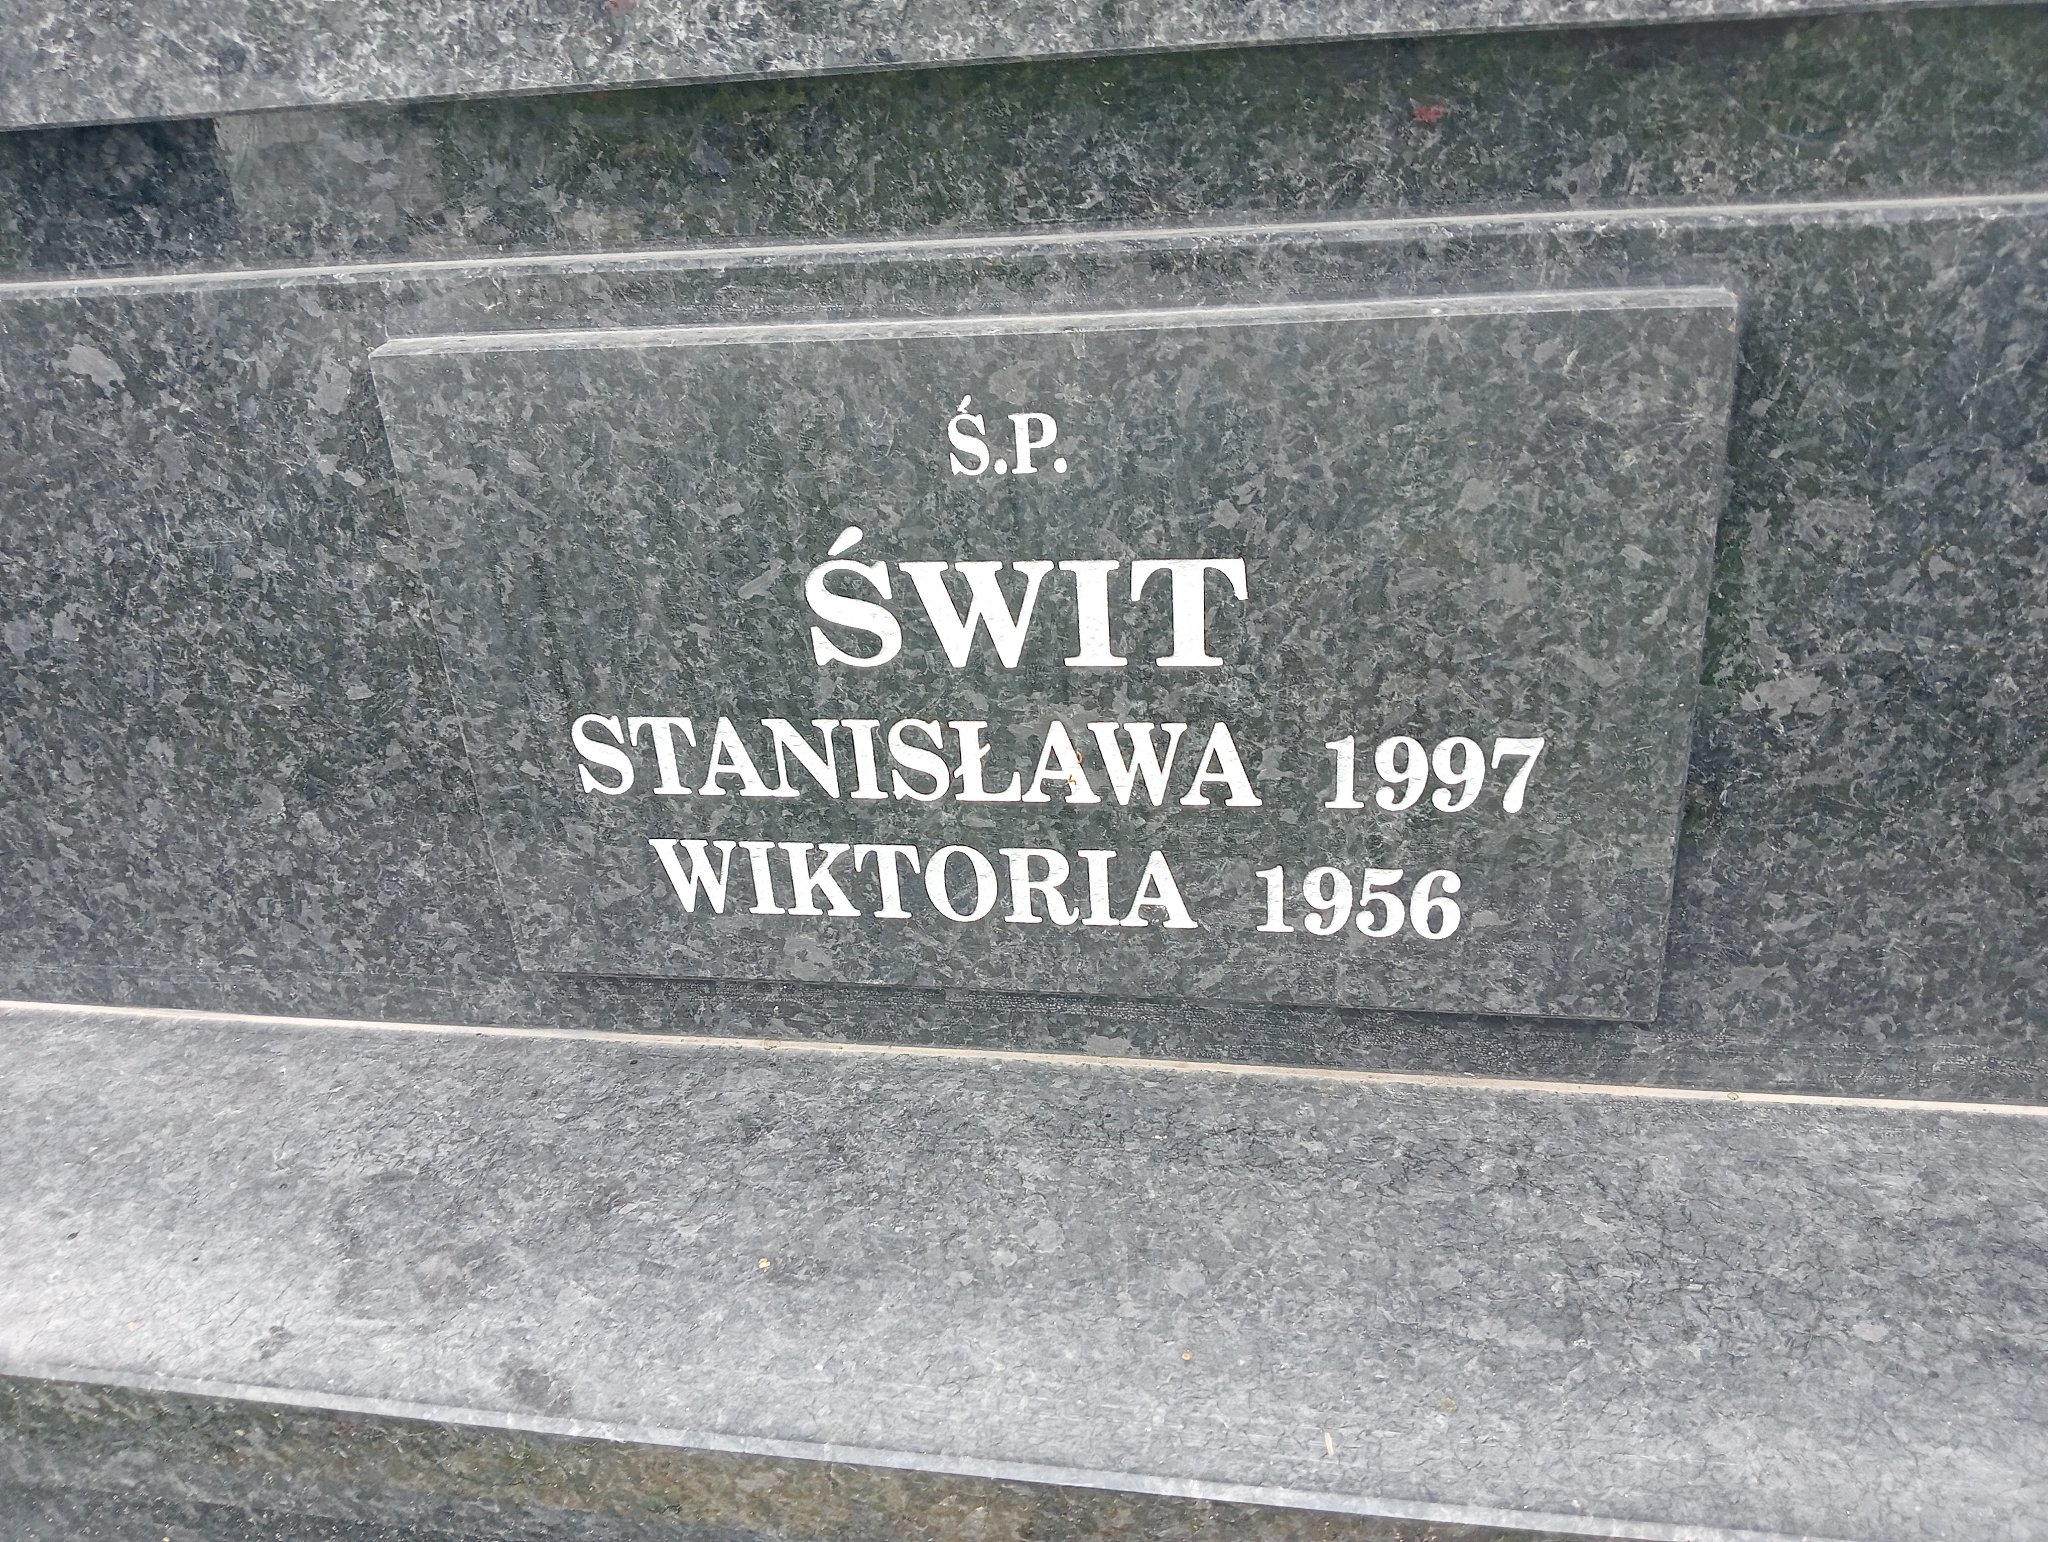 Ś.P.
ŚWIT
STANISŁAWA 1997
WIKTORIA 1956